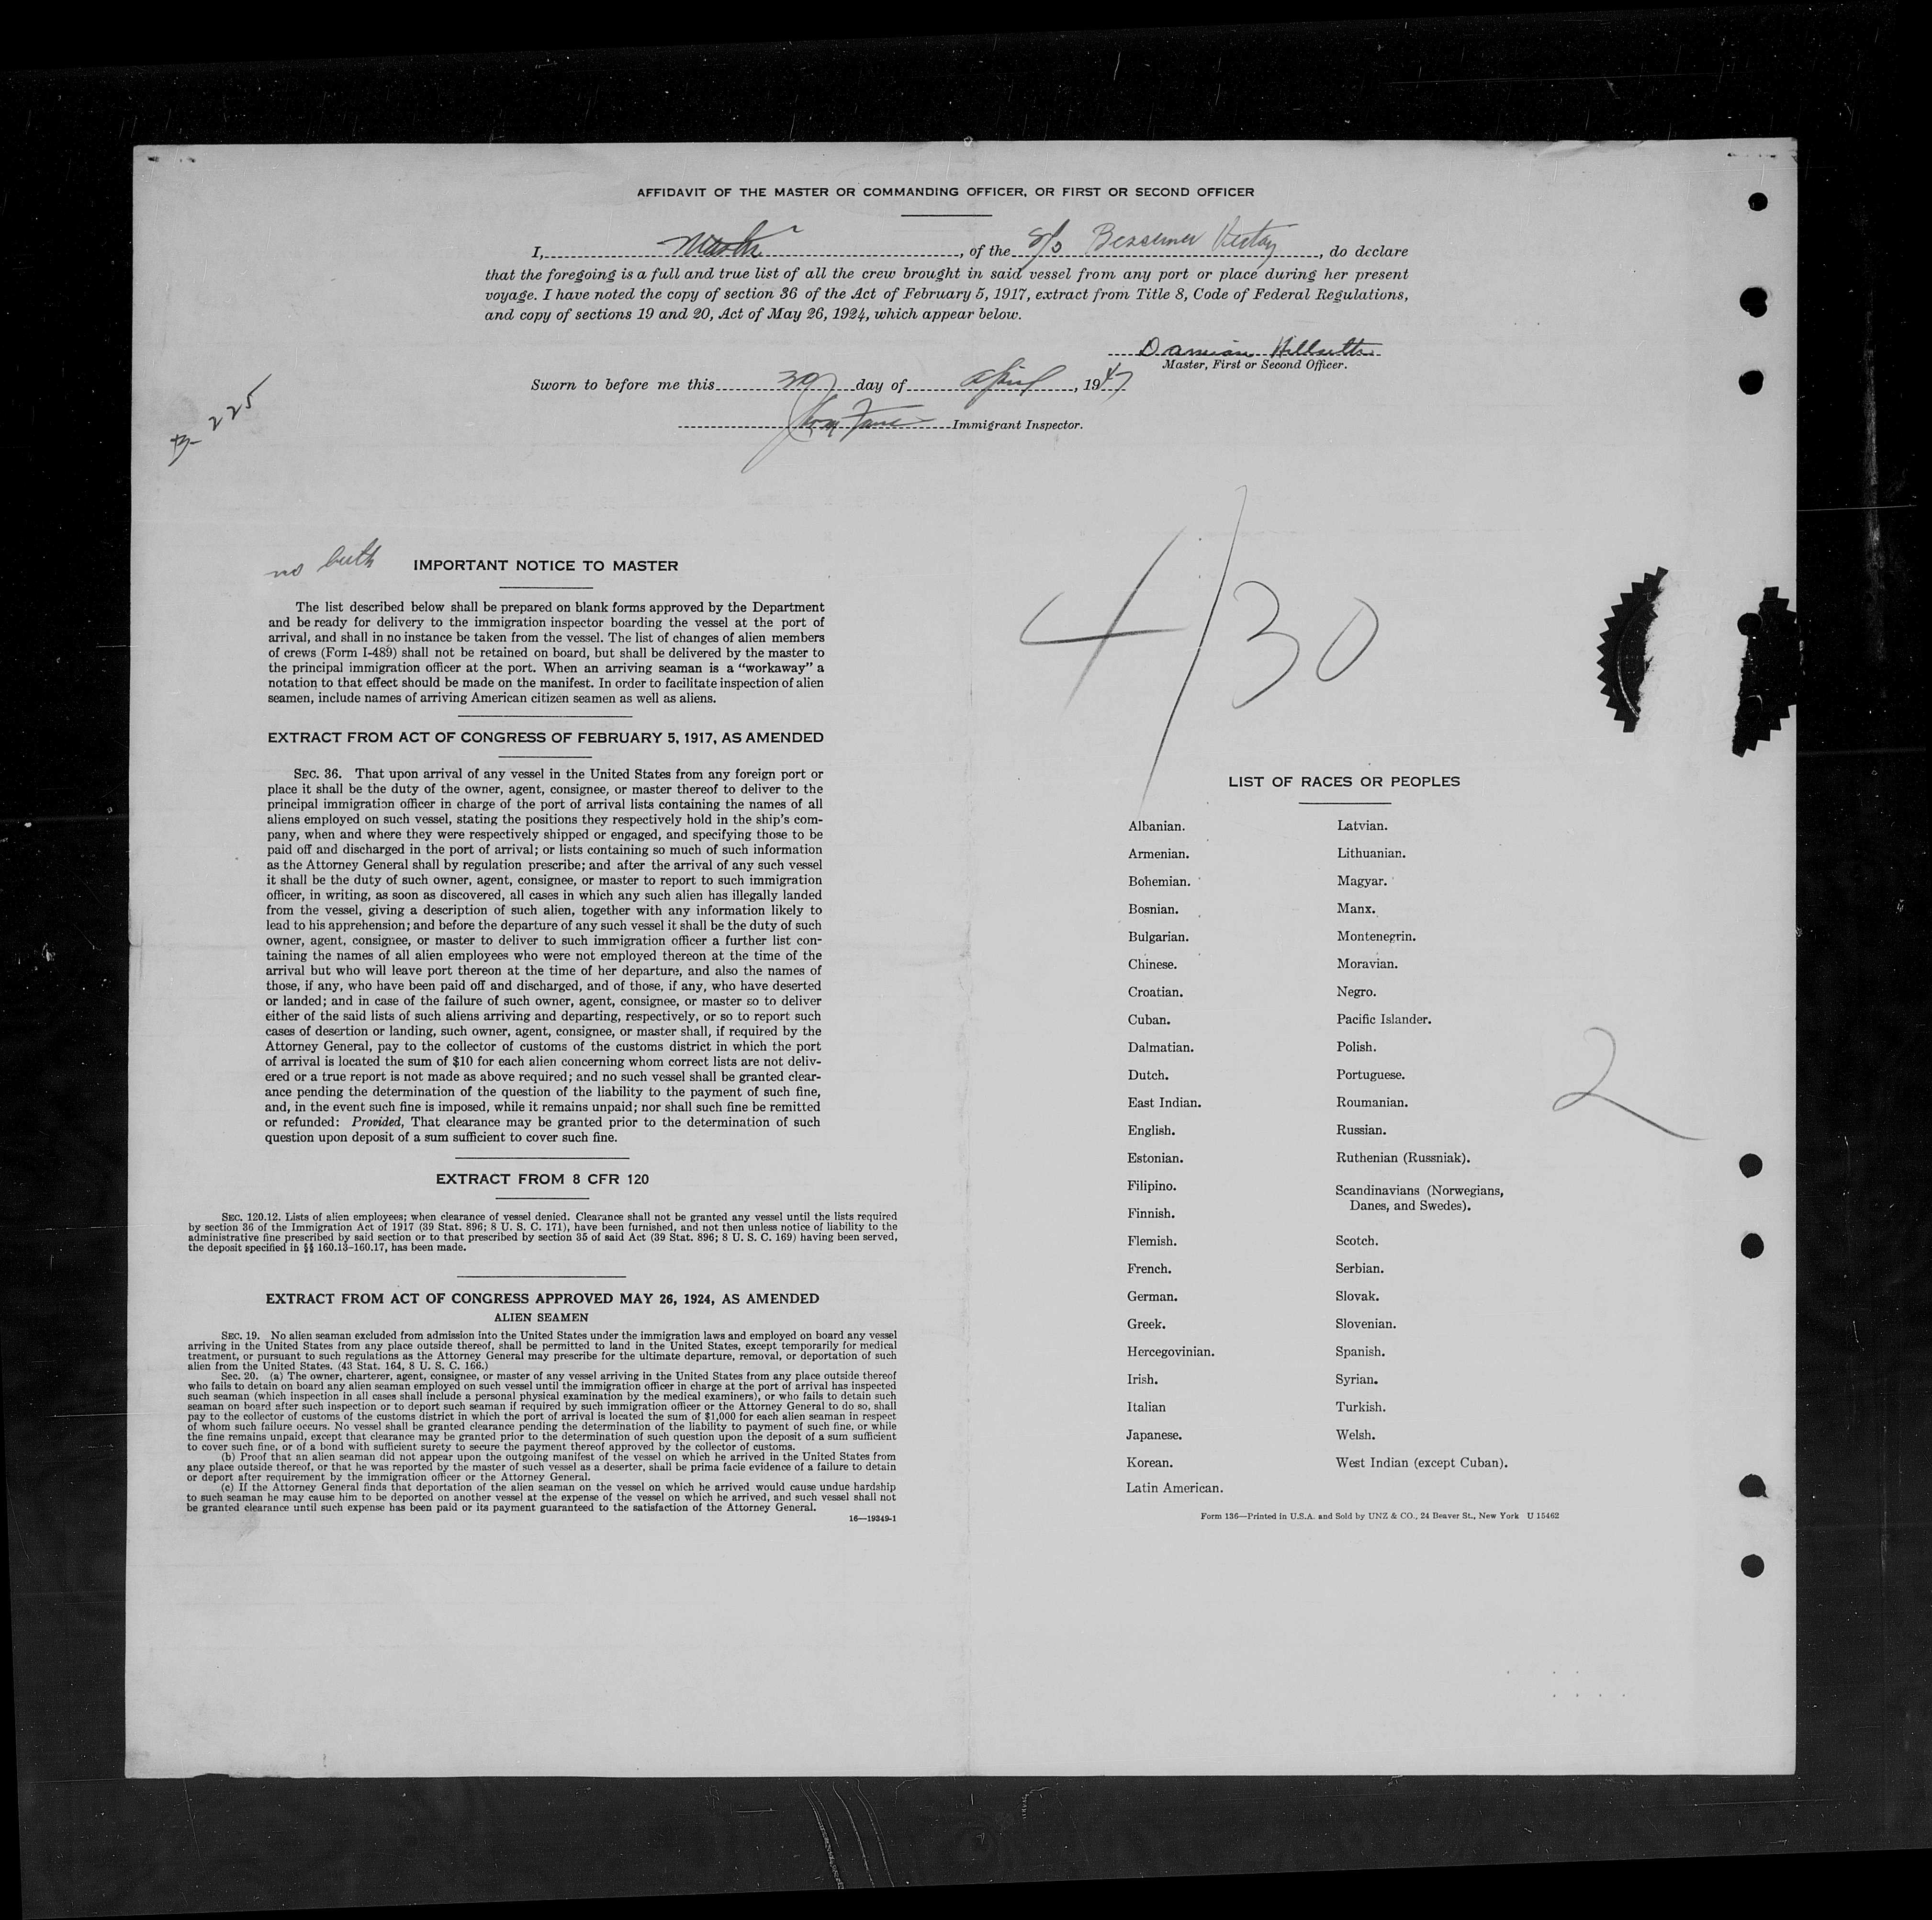 AFFIDAVIT OF THE MASTER OR COMMANDING OFFICER, OR FIRST OR SECOND OFFICER
I, Master, of the S/S Bessemer Victory, do declare
that the foregoing is a full and true list of all the crew brought in said vessel from any port or place during her present
voyage. I have noted the copy of section 36 of the Act of February 5, 1917, extract from Title 8, Code of Federal Regulations,
and copy of sections 19 and 20, Act of May 26, 1924, which appear below.
Master, First or Second Officer.
Sworn to before me this 30 day of April, 1947
Immigrant Inspector.
225
no
IMPORTANT NOTICE TO MASTER
The list described below shall be prepared on blank forms approved by the Department
and be ready for delivery to the immigration inspector boarding the vessel at the port of
arrival, and shall in no instance be taken from the vessel. The list of changes of alien members
of crews (Form I-489) shall not be retained on board, but shall be delivered by the master to
the principal immigration officer at the port. When an arriving seaman is a "workaway" a
notation to that effect should be made on the manifest. In order to facilitate inspection of alien
seamen, include names of arriving American citizen seamen as well as aliens.
EXTRACT FROM ACT OF CONGRESS OF FEBRUARY 5, 1917, AS AMENDED
SEC. 36. That upon arrival of any vessel in the United States from any foreign port or
place it shall be the duty of the owner, agent, consignee, or master thereof to deliver to the
principal immigration officer in charge of the port of arrival lists containing the names of all
aliens employed on such vessel, stating the positions they respectively hold in the ship's com-
pany, when and where they were respectively shipped or engaged, and specifying those to be
paid off and discharged in the port of arrival; or lists containing so much of such information
as the Attorney General shall by regulation prescribe; and after the arrival of any such vessel
it shall be the duty of such owner, agent, consignee, or master to report to such immigration
officer, in writing, as soon as discovered, all cases in which any such alien has illegally landed
from the vessel, giving a description of such alien, together with any information likely to
lead to his apprehension; and before the departure of any such vessel it shall be the duty of such
owner, agent, consignee, or master to deliver to such immigration officer a further list con-
taining the names of all alien employees who were not employed thereon at the time of the
arrival but who will leave port thereon at the time of her departure, and also the names of
those, if any, who have been paid off and discharged, and of those, if any, who have deserted
or landed; and in case of the failure of such owner, agent, consignee, or master so to deliver
either of the said lists of such aliens arriving and departing, respectively, or so to report such
cases of desertion or landing, such owner, agent, consignee, or master shall, if required by the
Attorney General, pay to the collector of customs of the customs district in which the port
of arrival is located the sum of $10 for each alien concerning whom correct lists are not deliv-
ered or a true report is not made as above required; and no such vessel shall be granted clear-
ance pending the determination of the question of the liability to the payment of such fine,
and, in the event such fine is imposed, while it remains unpaid; nor shall such fine be remitted
or refunded: Provided, That clearance may be granted prior to the determination of such
question upon deposit of a sum sufficient to cover such fine.
EXTRACT FROM 8 CFR 120
SEC. 120.12. Lists of alien employees; when clearance of vessel denied. Clearance shall not be granted any vessel until the lists required
by section 36 of the Immigration Act of 1917 (39 Stat. 896; 8 U. S. C. 171), have been furnished, and not then unless notice of liability to the
administrative fine prescribed by said section or to that prescribed by section 35 of said Act (39 Stat. 896; 8 U. S. C. 169) having been served,
the deposit specified in §§ 160.13-160.17, has been made.
EXTRACT FROM ACT OF CONGRESS APPROVED MAY 26, 1924, AS AMENDED
ALIEN SEAMEN
SEC. 19. No alien seaman excluded from admission into the United States under the immigration laws and employed on board any vessel
arriving in the United States from any place outside thereof, shall be permitted to land in the United States, except temporarily for medical
treatment, or pursuant to such regulations as the Attorney General may prescribe for the ultimate departure, removal, or deportation of such
alien from the United States. (43 Stat. 164, 8 U. S. C. 166.)
Sec. 20. (a) The owner, charterer, agent, consignee, or master of any vessel arriving in the United States from any place outside thereof
who fails to detain on board any alien seaman employed on such vessel until the immigration officer in charge at the port of arrival has inspected
such seaman (which inspection in all cases shall include a personal physical examination by the medical examiners), or who fails to detain such
seaman on board after such inspection or to deport such seaman if required by such immigration officer or the Attorney General to do so, shall
pay to the collector of customs of the customs district in which the port of arrival is located the sum of $1,000 for each alien seaman in respect
of whom such failure occurs. No vessel shall be granted clearance pending the determination of the liability to payment of such fine, or while
the fine remains unpaid, except that clearance may be granted prior to the determination of such question upon the deposit of a sum sufficient
to cover such fine, or of a bond with sufficient surety to secure the payment thereof approved by the collector of customs.
(b) Proof that an alien seaman did not appear upon the outgoing manifest of the vessel on which he arrived in the United States from
any place outside thereof, or that he was reported by the master of such vessel as a deserter, shall be prima facie evidence of a failure to detain
or deport after requirement by the immigration officer or the Attorney General.
(c) If the Attorney General finds that deportation of the alien seaman on the vessel on which he arrived would cause undue hardship
to such seaman he may cause him to be deported on another vessel at the expense of the vessel on which he arrived, and such vessel shall not
be granted clearance until such expense has been paid or its payment guaranteed to the satisfaction of the Attorney General.
16—19349-1
4/30
LIST OF RACES OR PEOPLES
Albanian.
Armenian.
Bohemian.
Bosnian.
Bulgarian.
Chinese.
Croatian.
Cuban.
Dalmatian.
Dutch.
East Indian.
English.
Estonian.
Filipino.
Finnish.
Flemish.
French.
German.
Greek.
Hercegovinian.
Irish.
Italian
Japanese.
Korean.
Latin American.
Latvian.
Lithuanian.
Magyar.
Manx.
Montenegrin.
Moravian.
Negro.
Pacific Islander.
Polish.
Portuguese.
Roumanian.
Russian.
Ruthenian (Russniak).
Scandinavians (Norwegians,
Danes, and Swedes).
Scotch.
Serbian.
Slovak.
Slovenian.
Spanish.
Syrian.
Turkish.
Welsh.
West Indian (except Cuban).
2
Form 136—Printed in U.S.A. and Sold by UNZ & CO., 24 Beaver St., New York U 15462